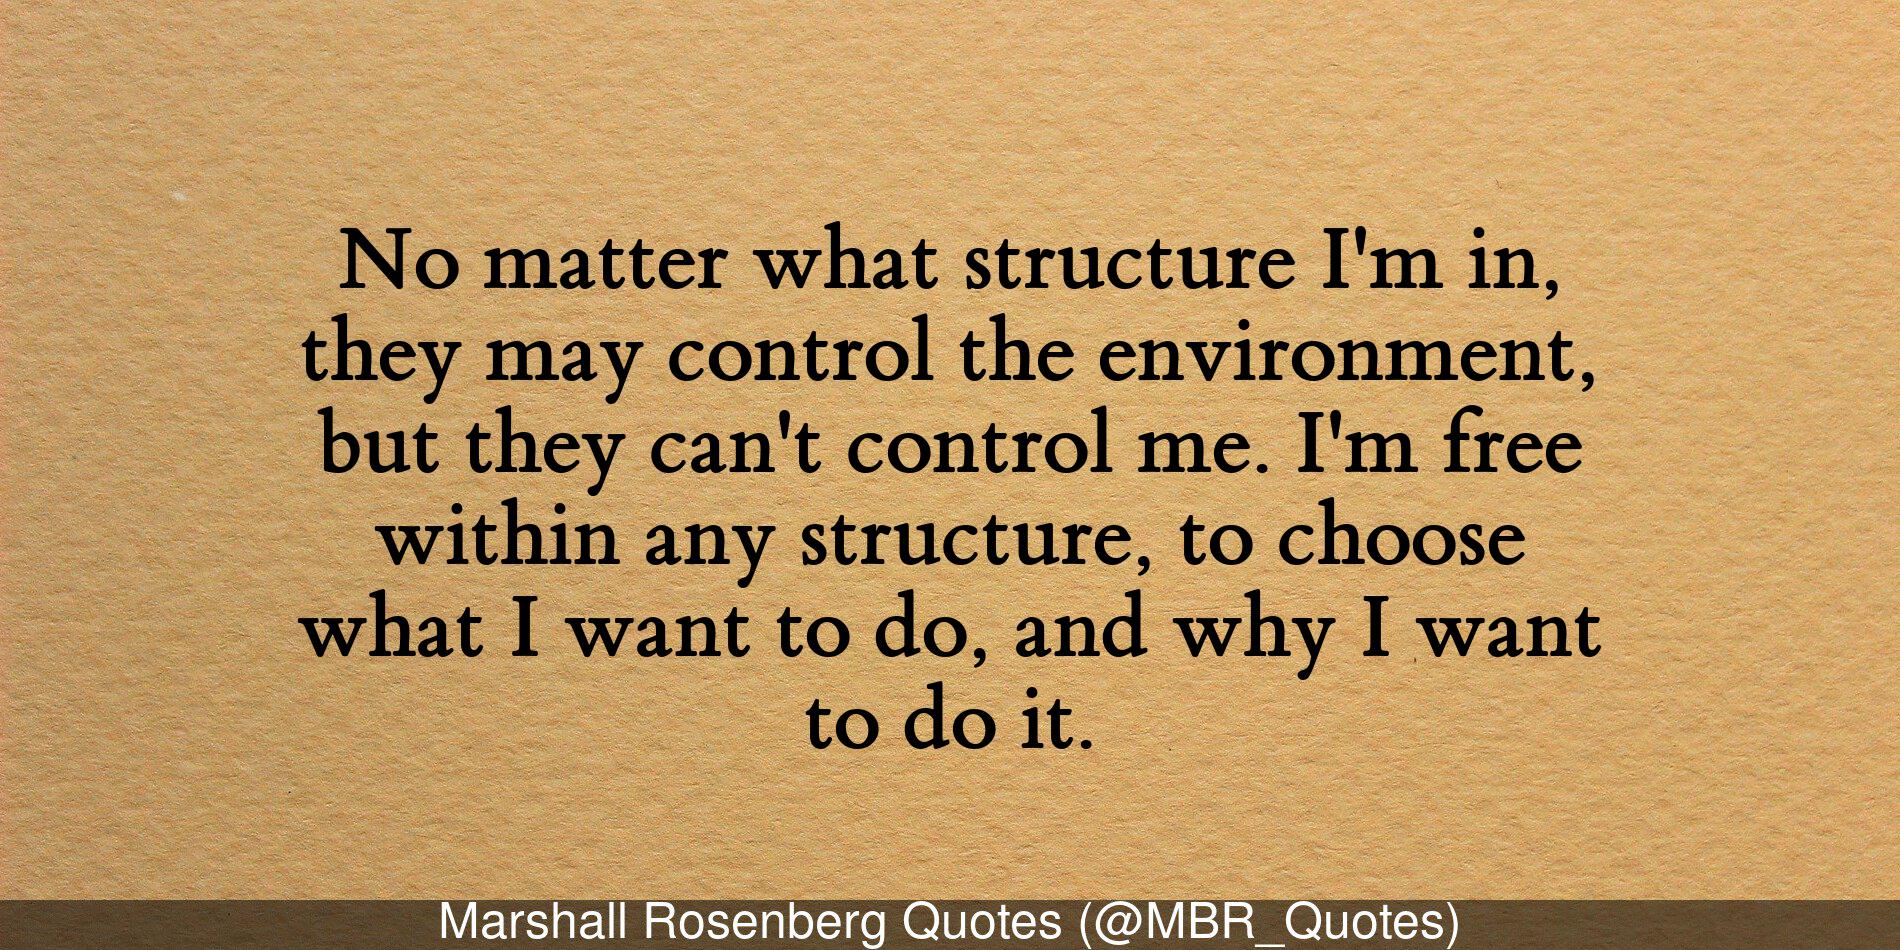 No matter what structure I'm in,
they may control the environment,
but they can't control me. I'm free
within any structure, to choose
what I want to do, and why I want
to do it.
Marshall Rosenberg Quotes (@MBR_Quotes)